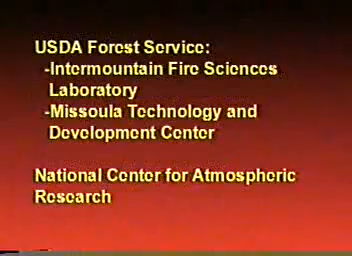 USDA Forest Service:
-Intermountain Fire Sciences
Laboratory
-Missoula Technology and
Development Center
National Center for Atmospheric
Research